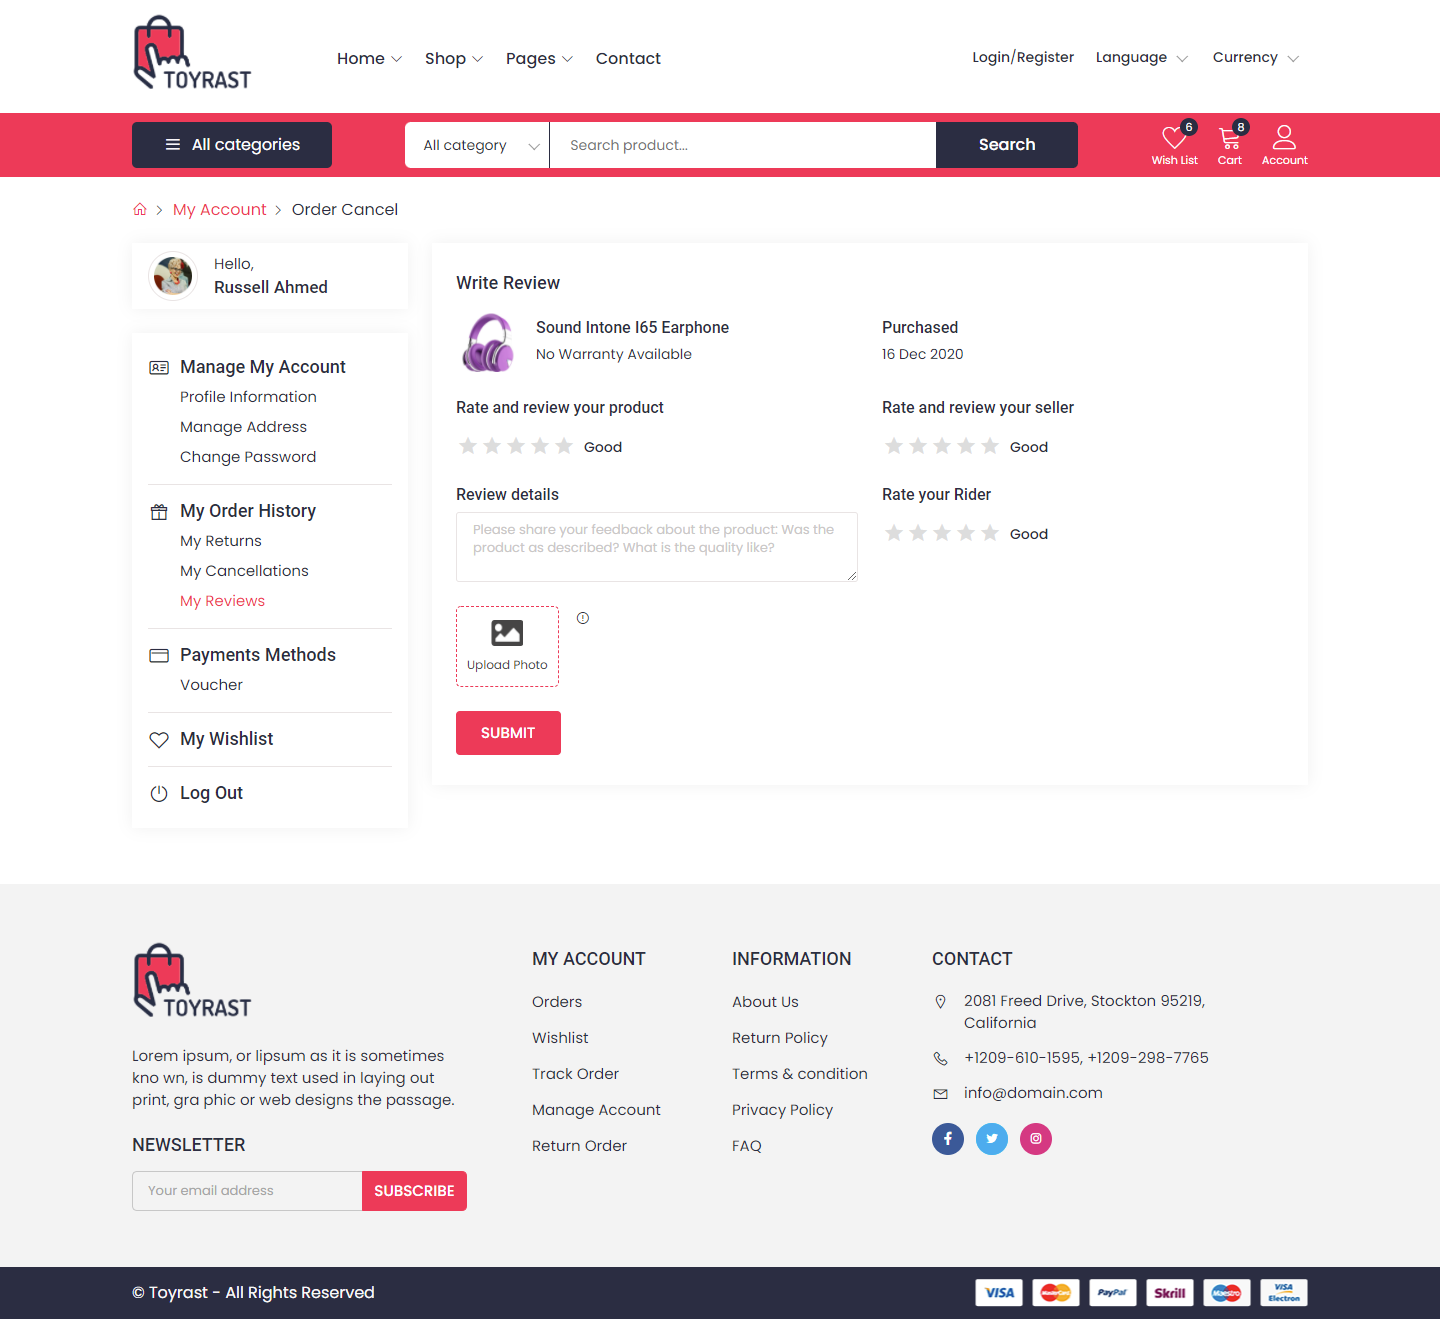 TOYRAST
Home
Shop
Pages
Contact
Login/Register
Language
Currency
All categories
All category
Search product...
Search
6
Wish List
8
Cart
Account
My Account
Order Cancel
Hello,
Russell Ahmed
Manage My Account
Profile Information
Manage Address
Change Password
My Order History
My Returns
My Cancellations
My Reviews
Payments Methods
Voucher
My Wishlist
Log Out
Write Review
Sound Intone I65 Earphone
No Warranty Available
Purchased
16 Dec 2020
Rate and review your product
Good
Rate and review your seller
Good
Review details
Please share your feedback about the product: Was the
product as described? What is the quality like?
Rate your Rider
Good
Upload Photo
SUBMIT
TOYRAST
Lorem ipsum, or lipsum as it is sometimes
kno wn, is dummy text used in laying out
print, gra phic or web designs the passage.
NEWSLETTER
Your email address
SUBSCRIBE
MY ACCOUNT
Orders
Wishlist
Track Order
Manage Account
Return Order
INFORMATION
About Us
Return Policy
Terms & condition
Privacy Policy
FAQ
CONTACT
2081 Freed Drive, Stockton 95219,
California
+1209-610-1595, +1209-298-7765
info@domain.com
© Toyrast - All Rights Reserved
VISA
MasterCard
PayPal
Skrill
Maestro
VISA
Electron